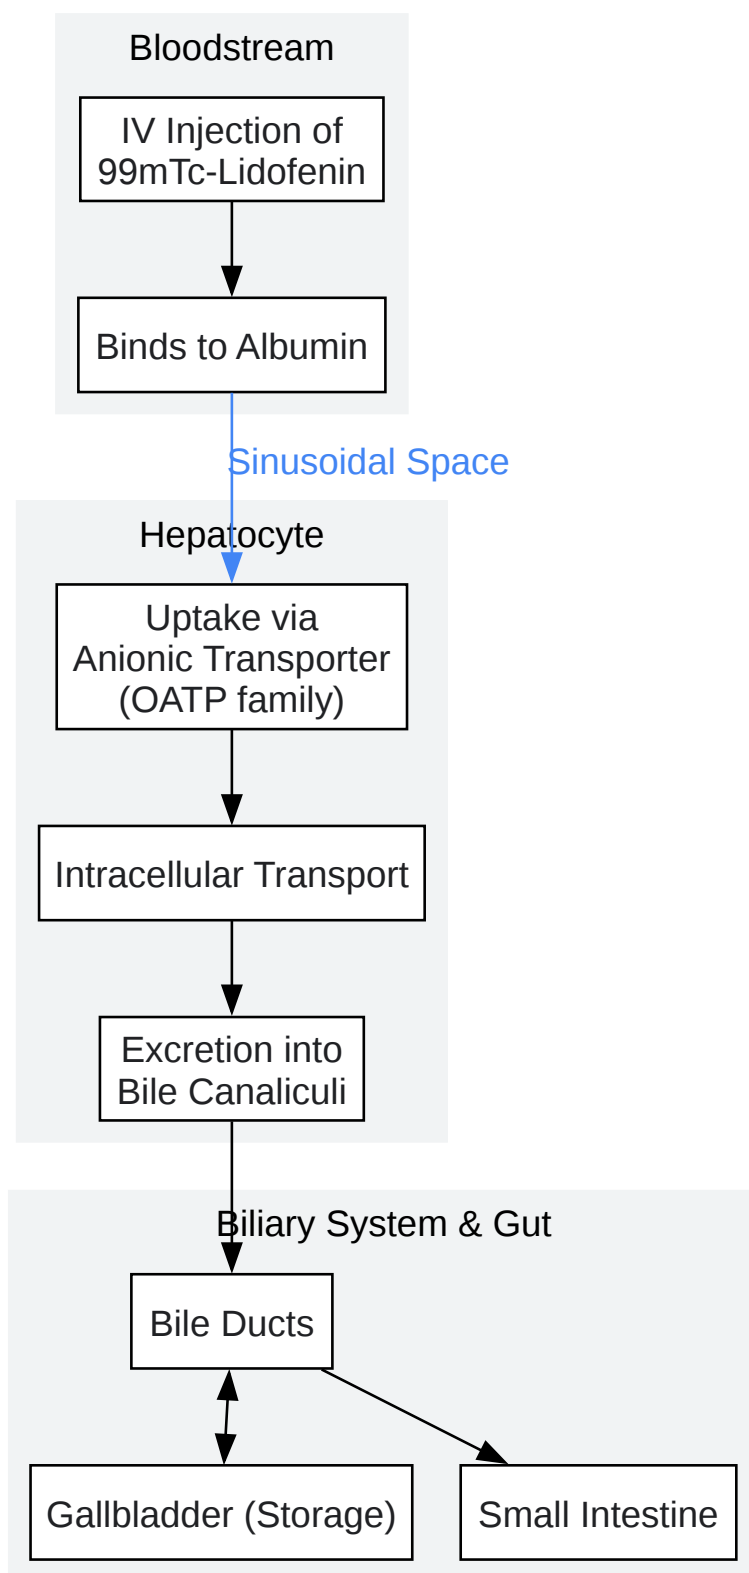 Bloodstream
IV Injection of
99mTc-Lidofenin
Binds to Albumin
Sinusoidal Space
Hepatocyte
Uptake via
Anionic Transporter
(OATP family)
Intracellular Transport
Excretion into
Bile Canaliculi
Biliary System & Gut
Bile Ducts
Gallbladder (Storage)
Small Intestine